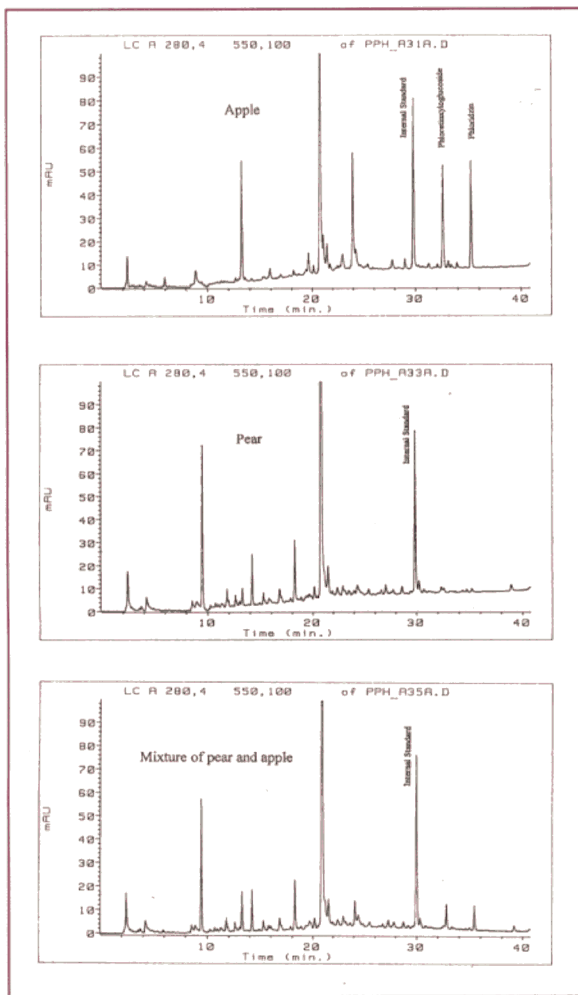 LC A 280,4 550,100 of PPH_A31A.D
Apple
Internal Standard
Phloretinxyloglucoside
Phloridzin
mAU
90
80
70
60
50
40
30
20
10
0
10 20 30 40
Time (min.)
LC A 280,4 550,100 of PPH_A33A.D
Pear
Internal Standard
mAU
90
80
70
60
50
40
30
20
10
0
10 20 30 40
Time (min.)
LC A 280,4 550,100 of PPH_A35A.D
Mixture of pear and apple
Internal Standard
mAU
90
80
70
60
50
40
30
20
10
0
10 20 30 40
Time (min.)